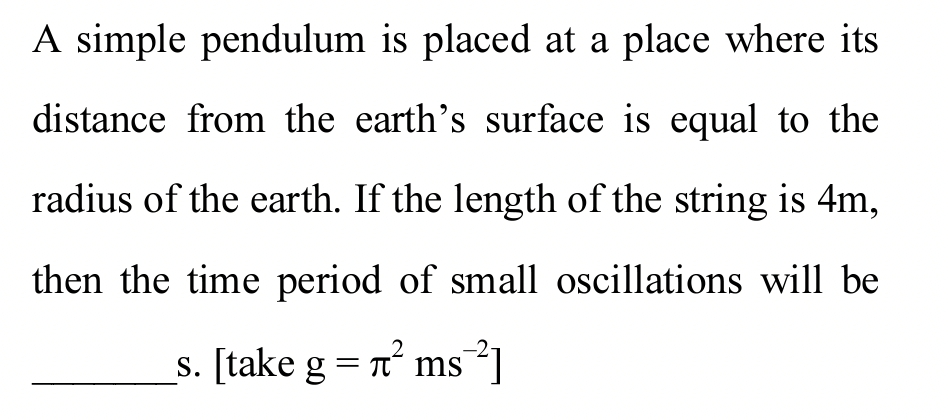 A simple pendulum is placed at a place where its
distance from the earth’s surface is equal to the
radius of the earth. If the length of the string is 4m,
then the time period of small oscillations will be
_______s. [take g = π² ms⁻²]